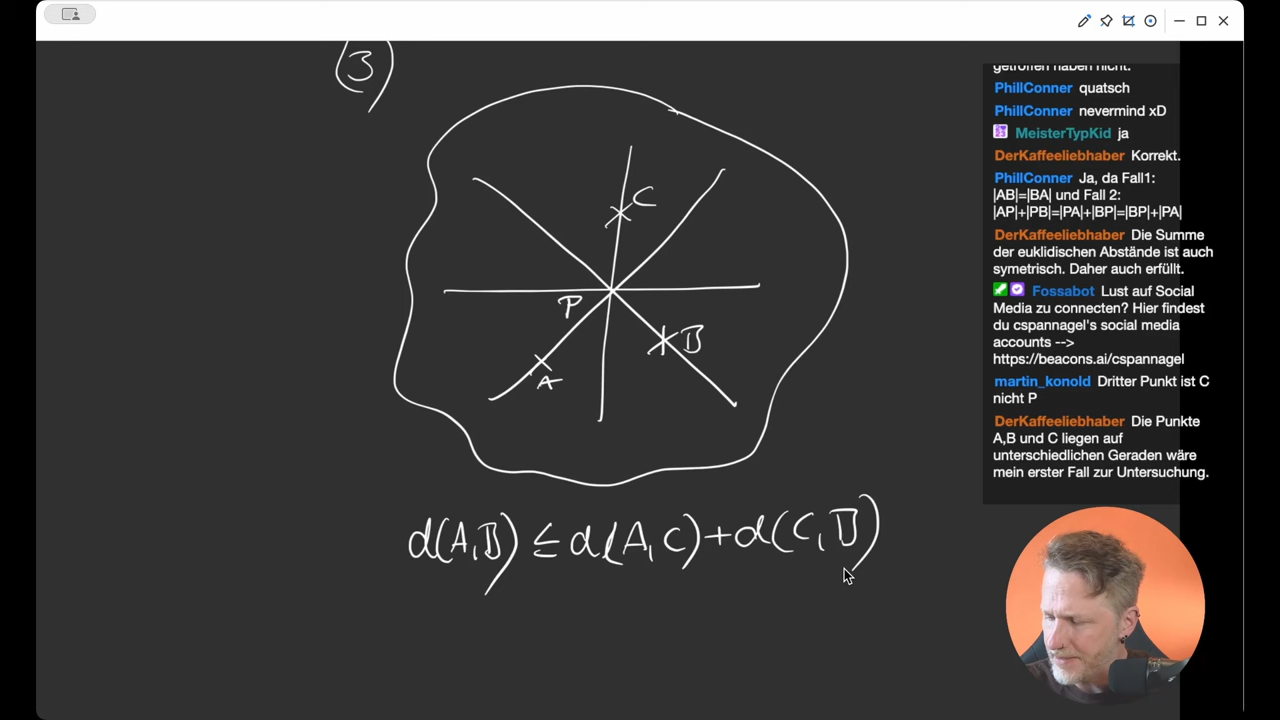 (3)
C
P
B
A
d(A,B) ≤ d(A,C)+d(C,B)
getroffen haben nicht.
PhillConner quatsch
PhillConner nevermind xD
MeisterTypKid ja
DerKaffeeliebhaber Korrekt.
PhillConner Ja, da Fall1:
|AB|=|BA| und Fall 2:
|AP|+|PB|=|PA|+|BP|=|BP|+|PA|
DerKaffeeliebhaber Die Summe
der euklidischen Abstände ist auch
symetrisch. Daher auch erfüllt.
Fossabot Lust auf Social
Media zu connecten? Hier findest
du cspannagel's social media
accounts -->
https://beacons.ai/cspannagel
martin_konold Dritter Punkt ist C
nicht P
DerKaffeeliebhaber Die Punkte
A,B und C liegen auf
unterschiedlichen Geraden wäre
mein erster Fall zur Untersuchung.